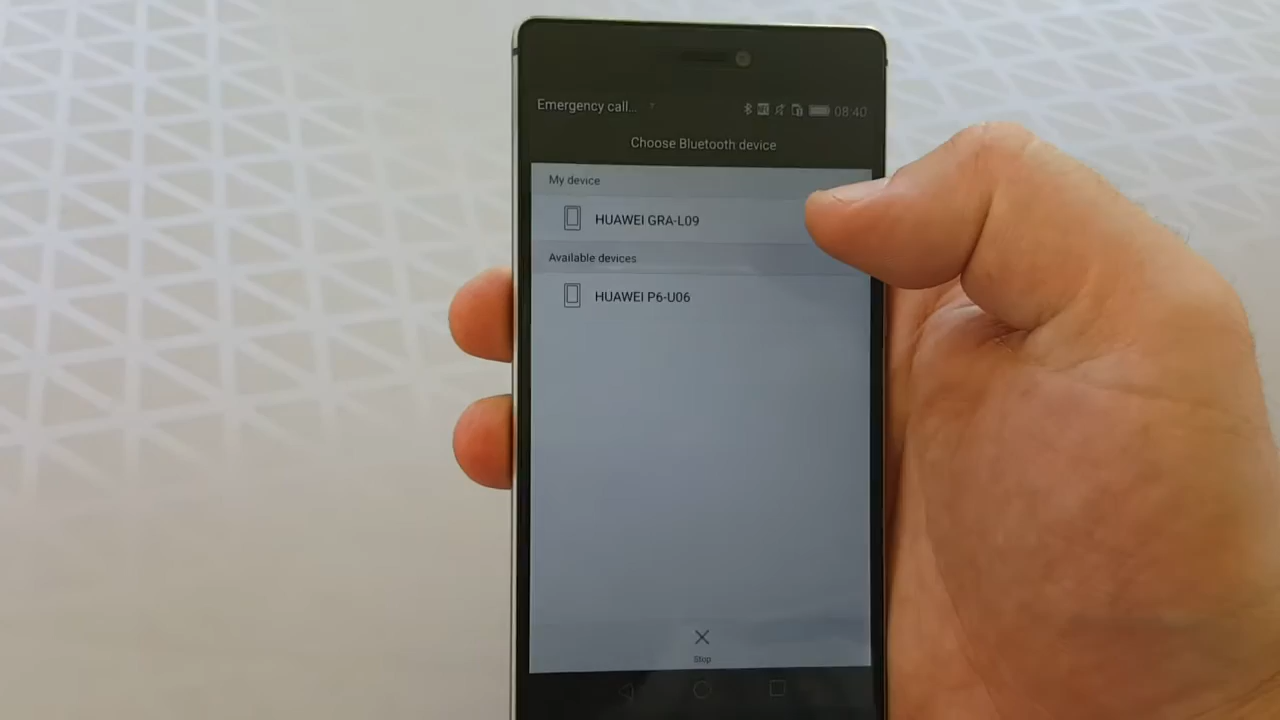 Emergency call... 08:40
Choose Bluetooth device
My device
HUAWEI GRA-L09
Available devices
HUAWEI P6-U06
Stop